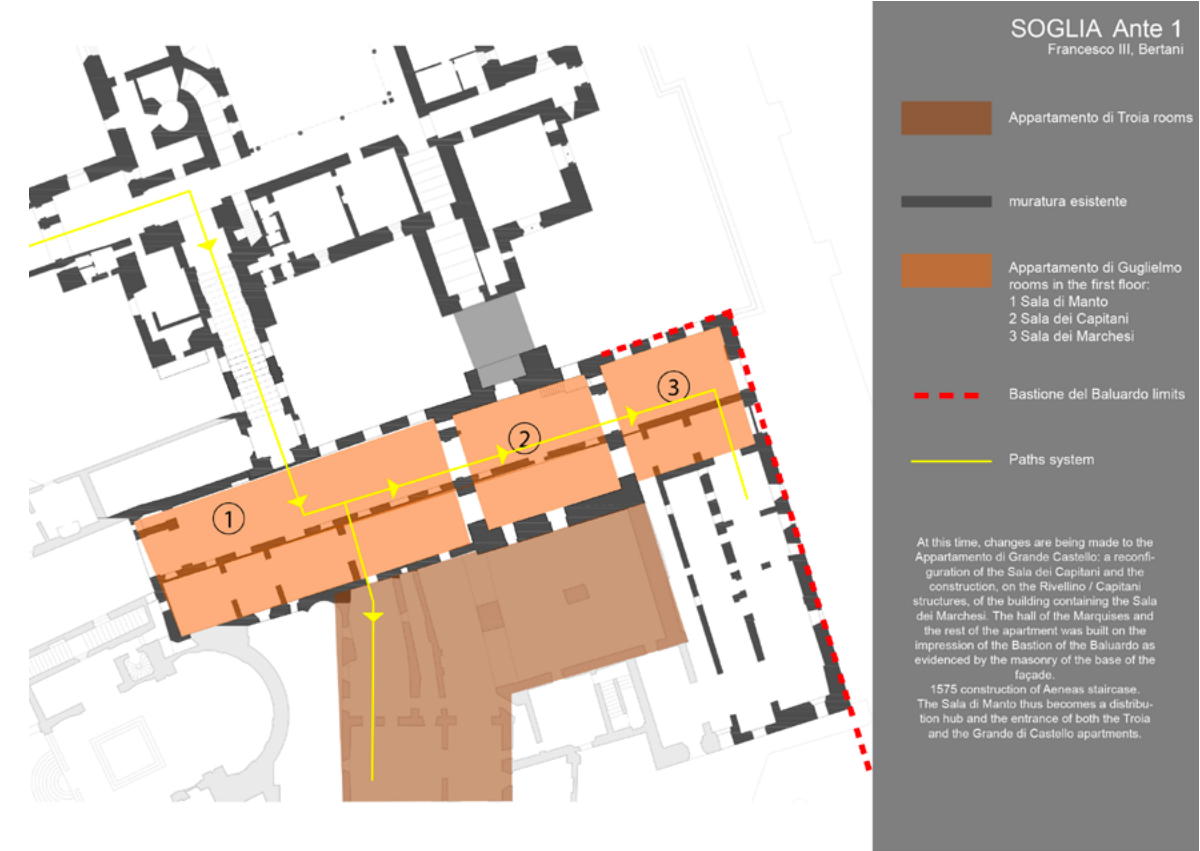 SOGLIA Ante 1
Francesco III, Bertani
Appartamento di Troia rooms
muratura esistente
Appartamento di Guglielmo
rooms in the first floor:
1 Sala di Manto
2 Sala dei Capitani
3 Sala dei Marchesi
Bastione del Baluardo limits
Paths system
At this time, changes are being made to the
Appartamento di Grande Castello: a reconfi-
guration of the Sala dei Capitani and the
construction, on the Rivellino / Capitani
structures, of the building containing the Sala
dei Marchesi. The hall of the Marquises and
the rest of the apartment was built on the
impression of the Bastion of the Baluardo as
evidenced by the masonry of the base of the
façade.
1575 construction of Aeneas staircase.
The Sala di Manto thus becomes a distribu-
tion hub and the entrance of both the Troia
and the Grande di Castello apartments.
1
2
3